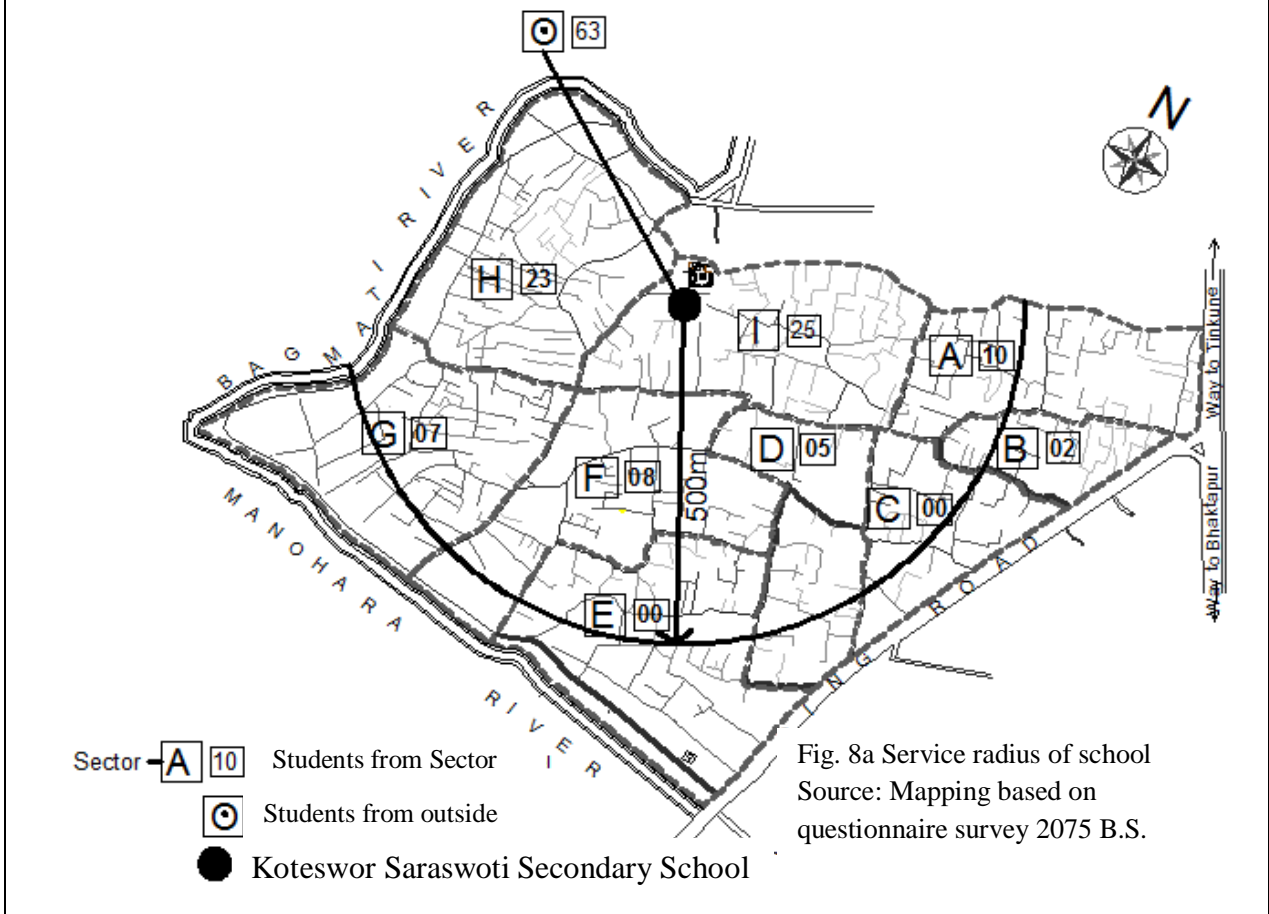 63
N
BAGMATI RIVER
H 23
I 25
A 10
Way to Tinkune
G 07
D 05
B 02
F 08
500m
C 00
Way to Bhaktapur
MANOHARA RIVER
E 00
ING ROAD
Sector A 10 Students from Sector
Students from outside
Koteswor Saraswoti Secondary School
Fig. 8a Service radius of school
Source: Mapping based on
questionnaire survey 2075 B.S.